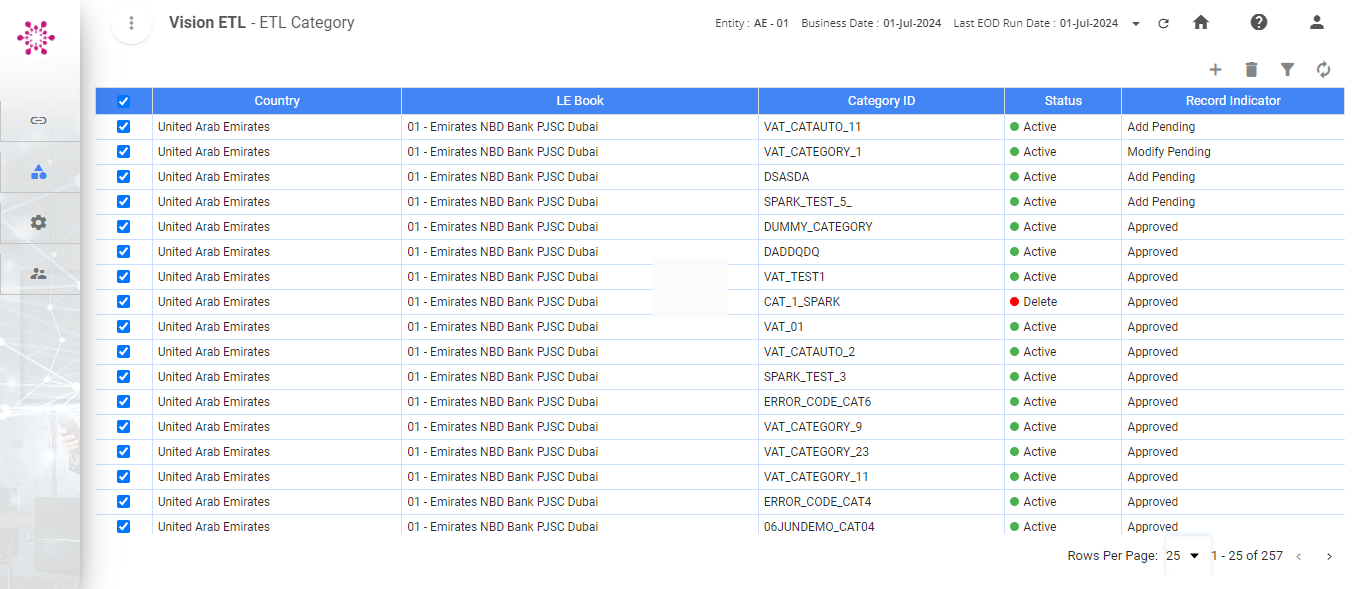 Vision ETL - ETL Category
Entity : AE - 01 Business Date : 01-Jul-2024 Last EOD Run Date : 01-Jul-2024
Country LE Book Category ID Status Record Indicator
United Arab Emirates 01 - Emirates NBD Bank PJSC Dubai VAT_CATAUTO_11 Active Add Pending
United Arab Emirates 01 - Emirates NBD Bank PJSC Dubai VAT_CATEGORY_1 Active Modify Pending
United Arab Emirates 01 - Emirates NBD Bank PJSC Dubai DSASDA Active Add Pending
United Arab Emirates 01 - Emirates NBD Bank PJSC Dubai SPARK_TEST_5_ Active Add Pending
United Arab Emirates 01 - Emirates NBD Bank PJSC Dubai DUMMY_CATEGORY Active Approved
United Arab Emirates 01 - Emirates NBD Bank PJSC Dubai DADDQDQ Active Approved
United Arab Emirates 01 - Emirates NBD Bank PJSC Dubai VAT_TEST1 Active Approved
United Arab Emirates 01 - Emirates NBD Bank PJSC Dubai CAT_1_SPARK Delete Approved
United Arab Emirates 01 - Emirates NBD Bank PJSC Dubai VAT_01 Active Approved
United Arab Emirates 01 - Emirates NBD Bank PJSC Dubai VAT_CATAUTO_2 Active Approved
United Arab Emirates 01 - Emirates NBD Bank PJSC Dubai SPARK_TEST_3 Active Approved
United Arab Emirates 01 - Emirates NBD Bank PJSC Dubai ERROR_CODE_CAT6 Active Approved
United Arab Emirates 01 - Emirates NBD Bank PJSC Dubai VAT_CATEGORY_9 Active Approved
United Arab Emirates 01 - Emirates NBD Bank PJSC Dubai VAT_CATEGORY_23 Active Approved
United Arab Emirates 01 - Emirates NBD Bank PJSC Dubai VAT_CATEGORY_11 Active Approved
United Arab Emirates 01 - Emirates NBD Bank PJSC Dubai ERROR_CODE_CAT4 Active Approved
United Arab Emirates 01 - Emirates NBD Bank PJSC Dubai 06JUNDEMO_CAT04 Active Approved
Rows Per Page: 25 1 - 25 of 257